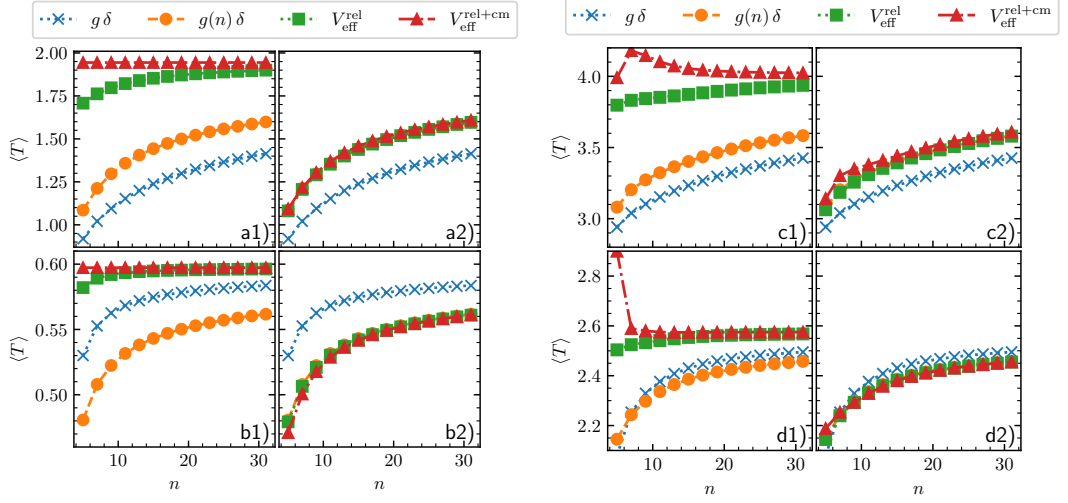 g δ g(n) δ V_eff^rel V_eff^rel+cm
g δ g(n) δ V_eff^rel V_eff^rel+cm
2.00
1.75
1.50
1.25
1.00
⟨T⟩
a1)
a2)
0.60
0.55
0.50
⟨T⟩
b1)
b2)
10 20 30
10 20 30
n
n
4.0
3.5
3.0
⟨T⟩
c1)
c2)
2.8
2.6
2.4
2.2
⟨T⟩
d1)
d2)
10 20 30
10 20 30
n
n